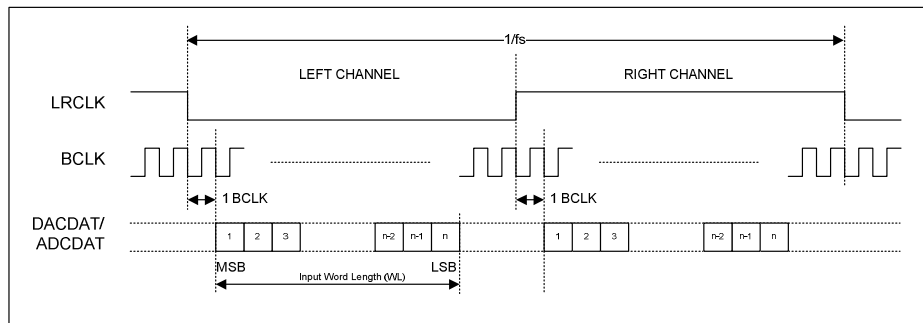 1/fs
LEFT CHANNEL RIGHT CHANNEL
LRCLK
BCLK
1 BCLK 1 BCLK
DACDAT/
ADCDAT
1 2 3 n-2 n-1 n 1 2 3 n-2 n-1 n
MSB LSB
Input Word Length (WL)